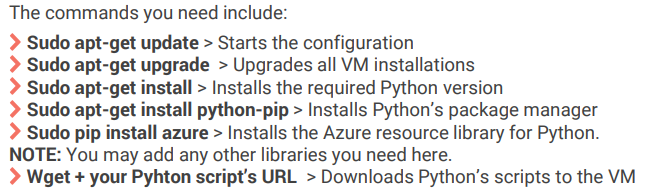 The commands you need include:
> Sudo apt-get update > Starts the configuration
> Sudo apt-get upgrade > Upgrades all VM installations
> Sudo apt-get install > Installs the required Python version
> Sudo apt-get install python-pip > Installs Python’s package manager
> Sudo pip install azure > Installs the Azure resource library for Python.
NOTE: You may add any other libraries you need here.
> Wget + your Pyhton script’s URL > Downloads Python’s scripts to the VM